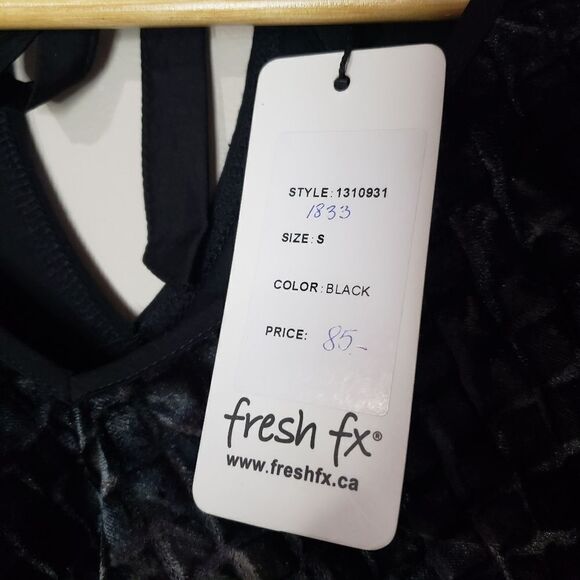 STYLE: 1310931
1833
SIZE: S
COLOR: BLACK
PRICE: 85–
fresh fx®
www.freshfx.ca